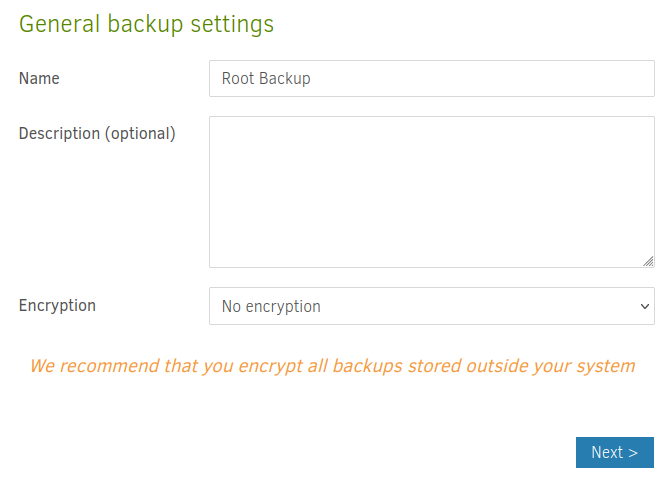 General backup settings
Name
Root Backup
Description (optional)
Encryption
No encryption
We recommend that you encrypt all backups stored outside your system
Next >